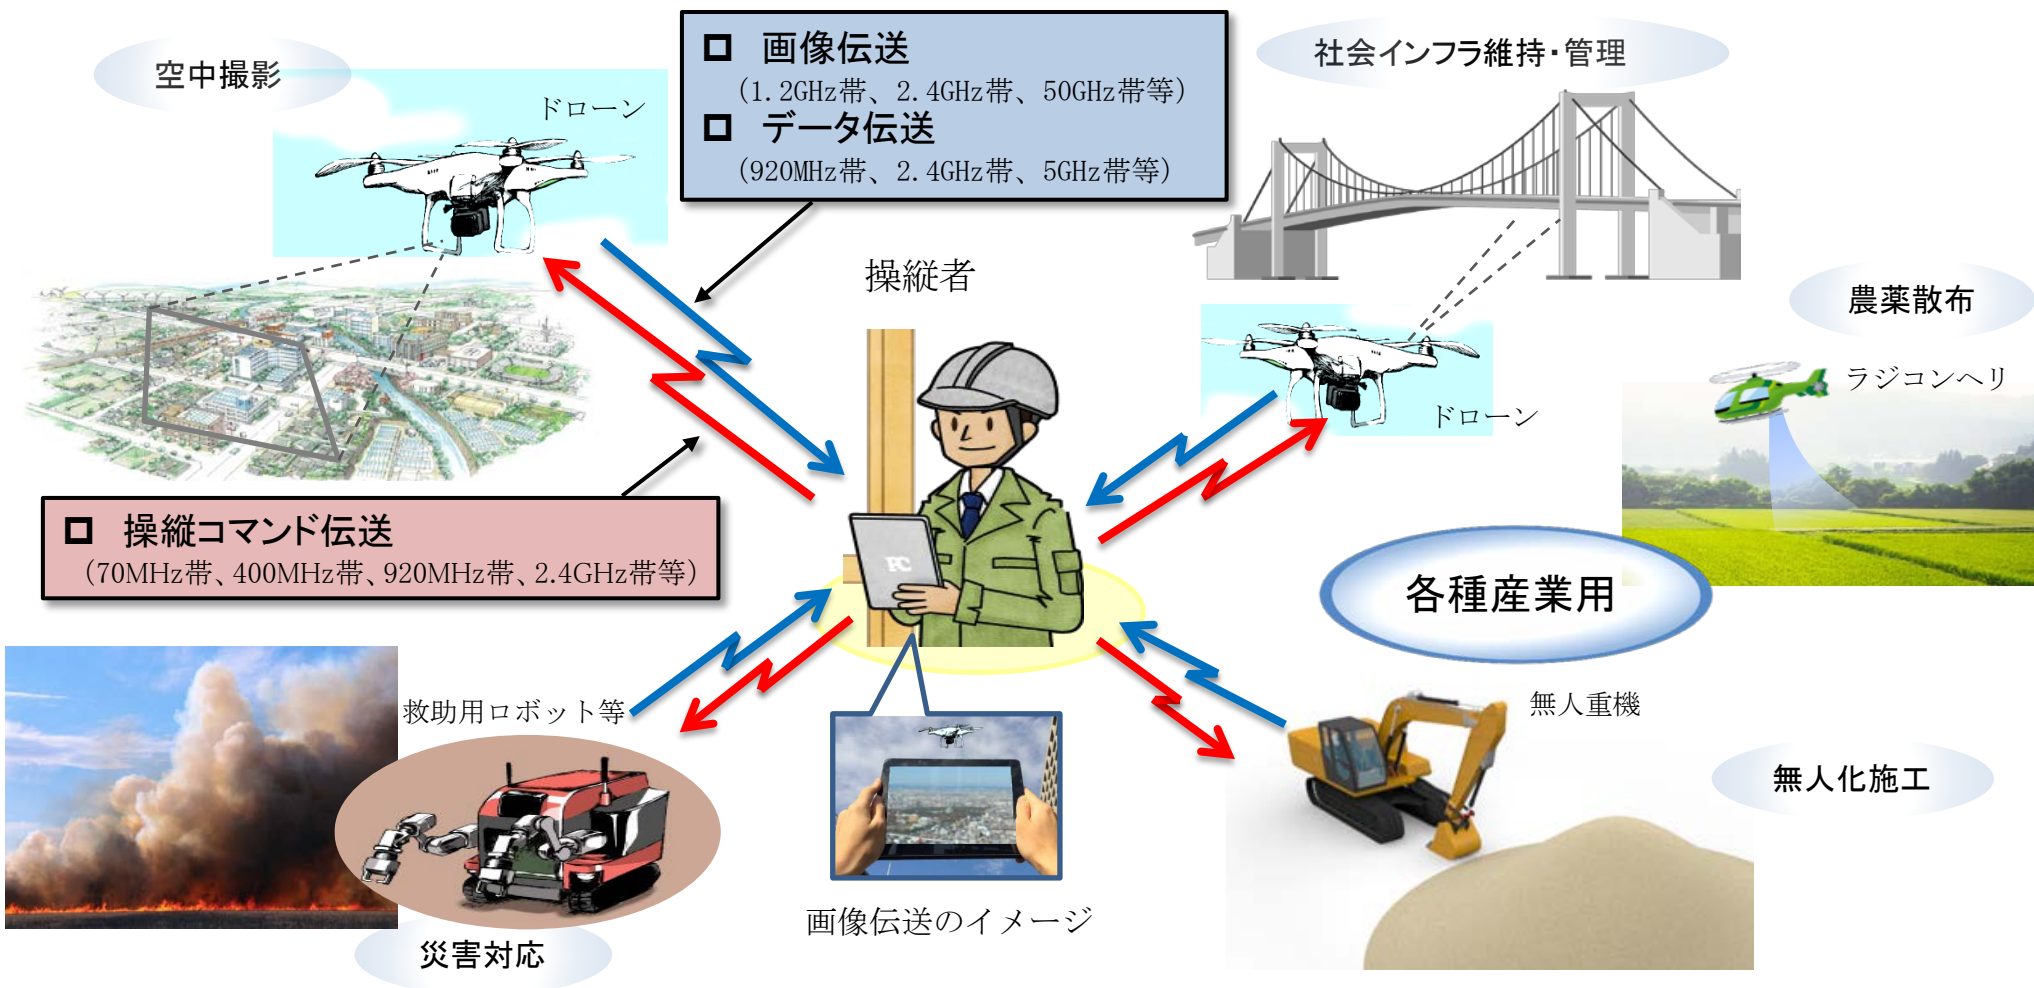 空中撮影
ドローン
画像伝送
（1.2GHz帯、2.4GHz帯、50GHz帯等）
データ伝送
（920MHz帯、2.4GHz帯、5GHz帯等）
社会インフラ維持・管理
操縦者
農薬散布
ラジコンヘリ
ドローン
操縦コマンド伝送
（70MHz帯、400MHz帯、920MHz帯、2.4GHz帯等）
PC
各種産業用
救助用ロボット等
無人重機
無人化施工
画像伝送のイメージ
災害対応